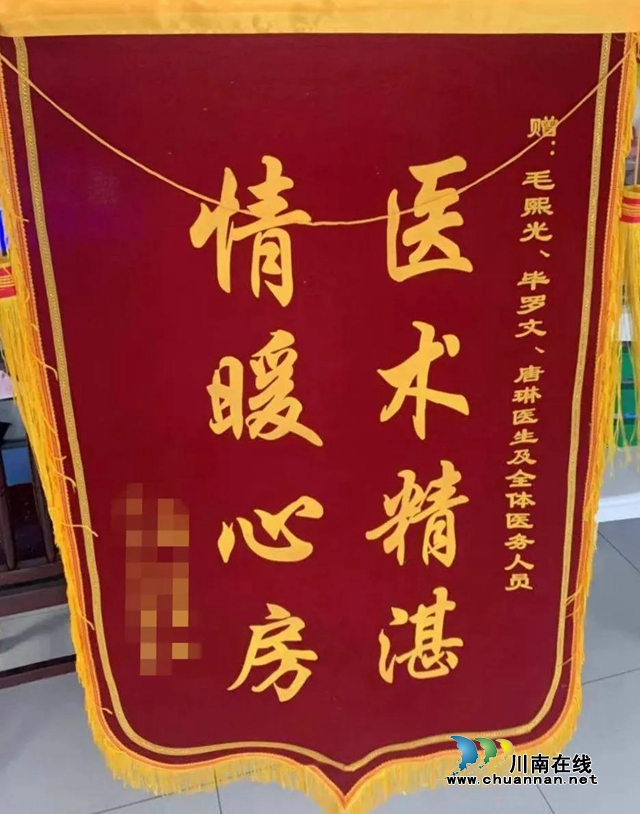 赠：毛熙光、毕罗文、唐琳医生及全体医务人员
医术精湛
情暖心房
川南在线
www.chuannan.net